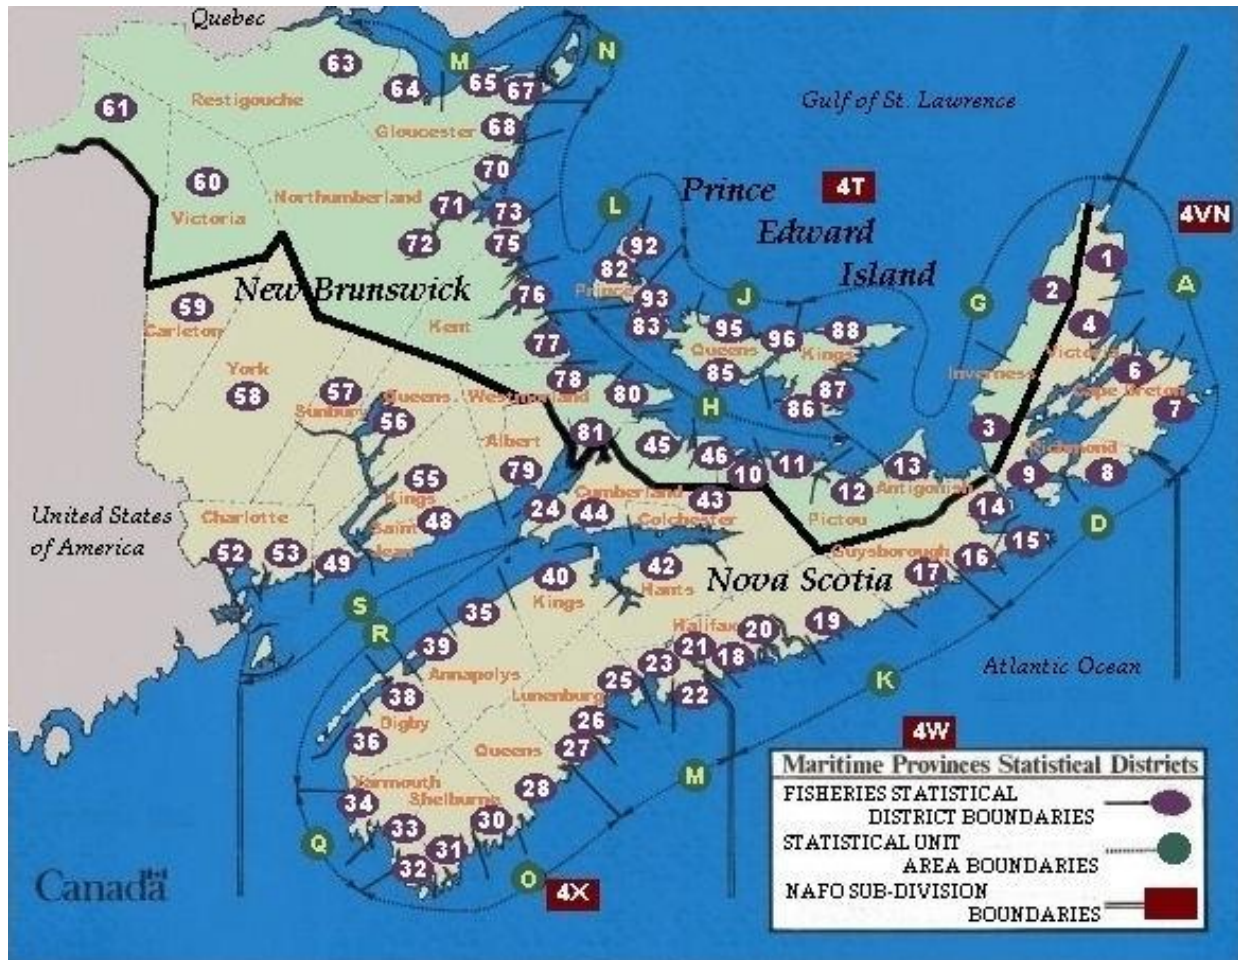 Quebec
M
N
63
65
64
67
61
Restigouche
Gulf of St. Lawrence
Gloucester
68
70
60
Northumberland
Prince
4T
71
L
73
Victoria
4VN
72
75
92
Edward
1
82
Island
New Brunswick
Prince
76
93
J
G
2
A
59
Carleton
Kent
83
95
96
88
4
77
Queens
Kings
Victoria
York
58
57
Queens
Westmorland
78
85
87
Inverness
6
Cape Breton
Sunbury
56
80
H
86
7
Albert
81
45
3
Richmond
46
10
11
13
9
8
79
55
Kings
Cumberland
12
Antigonish
24
44
43
14
United States
of America
Charlotte
Saint
Jean
48
Colchester
Pictou
D
52
53
49
Guysborough
15
16
42
40
Nova Scotia
17
Hants
Kings
S
35
R
Halifax
20
19
39
21
18
23
Atlantic Ocean
Annapolys
38
Lunenburg
25
22
K
Digby
26
36
Queens
27
4W
Yarmouth
M
28
Shelburne
34
33
30
Q
31
32
O
4X
Canada
Maritime Provinces Statistical Districts
FISHERIES STATISTICAL
DISTRICT BOUNDARIES
STATISTICAL UNIT
AREA BOUNDARIES
NAFO SUB-DIVISION
BOUNDARIES